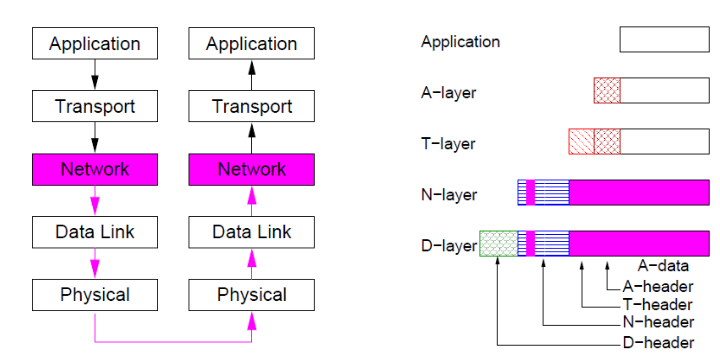 Application
Application
Transport
Transport
Network
Network
Data Link
Data Link
Physical
Physical
Application
A-layer
T-layer
N-layer
D-layer
A-data
A-header
T-header
N-header
D-header